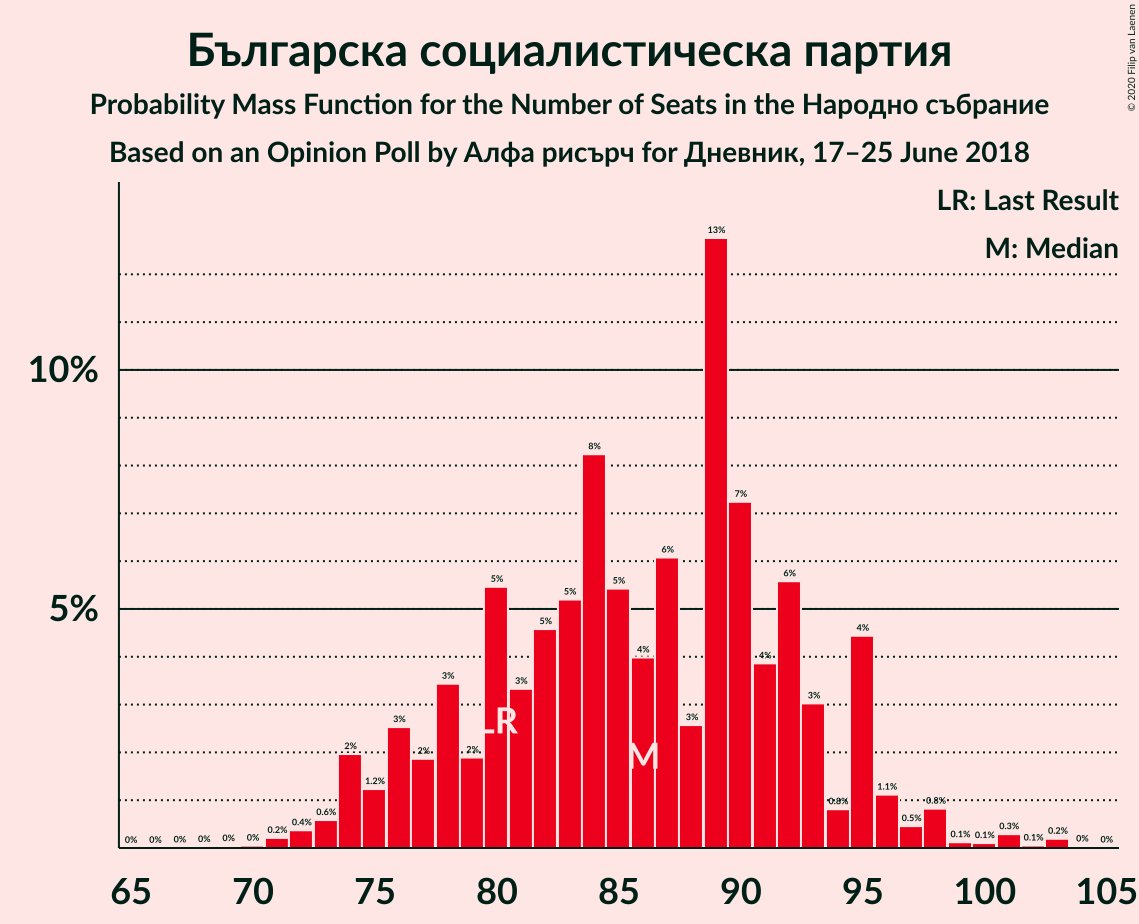 Българска социалистическа партия
Probability Mass Function for the Number of Seats in the Народно събрание
Based on an Opinion Poll by Алфа рисърч for Дневник, 17–25 June 2018
© 2020 Filip van Laenen
LR: Last Result
M: Median
10%
5%
0% 0% 0% 0% 0% 0% 0.2% 0.4% 0.6% 2% 1.2% 3% 2% 3% 2% 5% 3% 5% 5% 8% 5% 4% 6% 3% 13% 7% 4% 6% 3% 0.8% 4% 1.1% 0.5% 0.8% 0.1% 0.1% 0.3% 0.1% 0.2% 0% 0%
LR
M
65 70 75 80 85 90 95 100 105